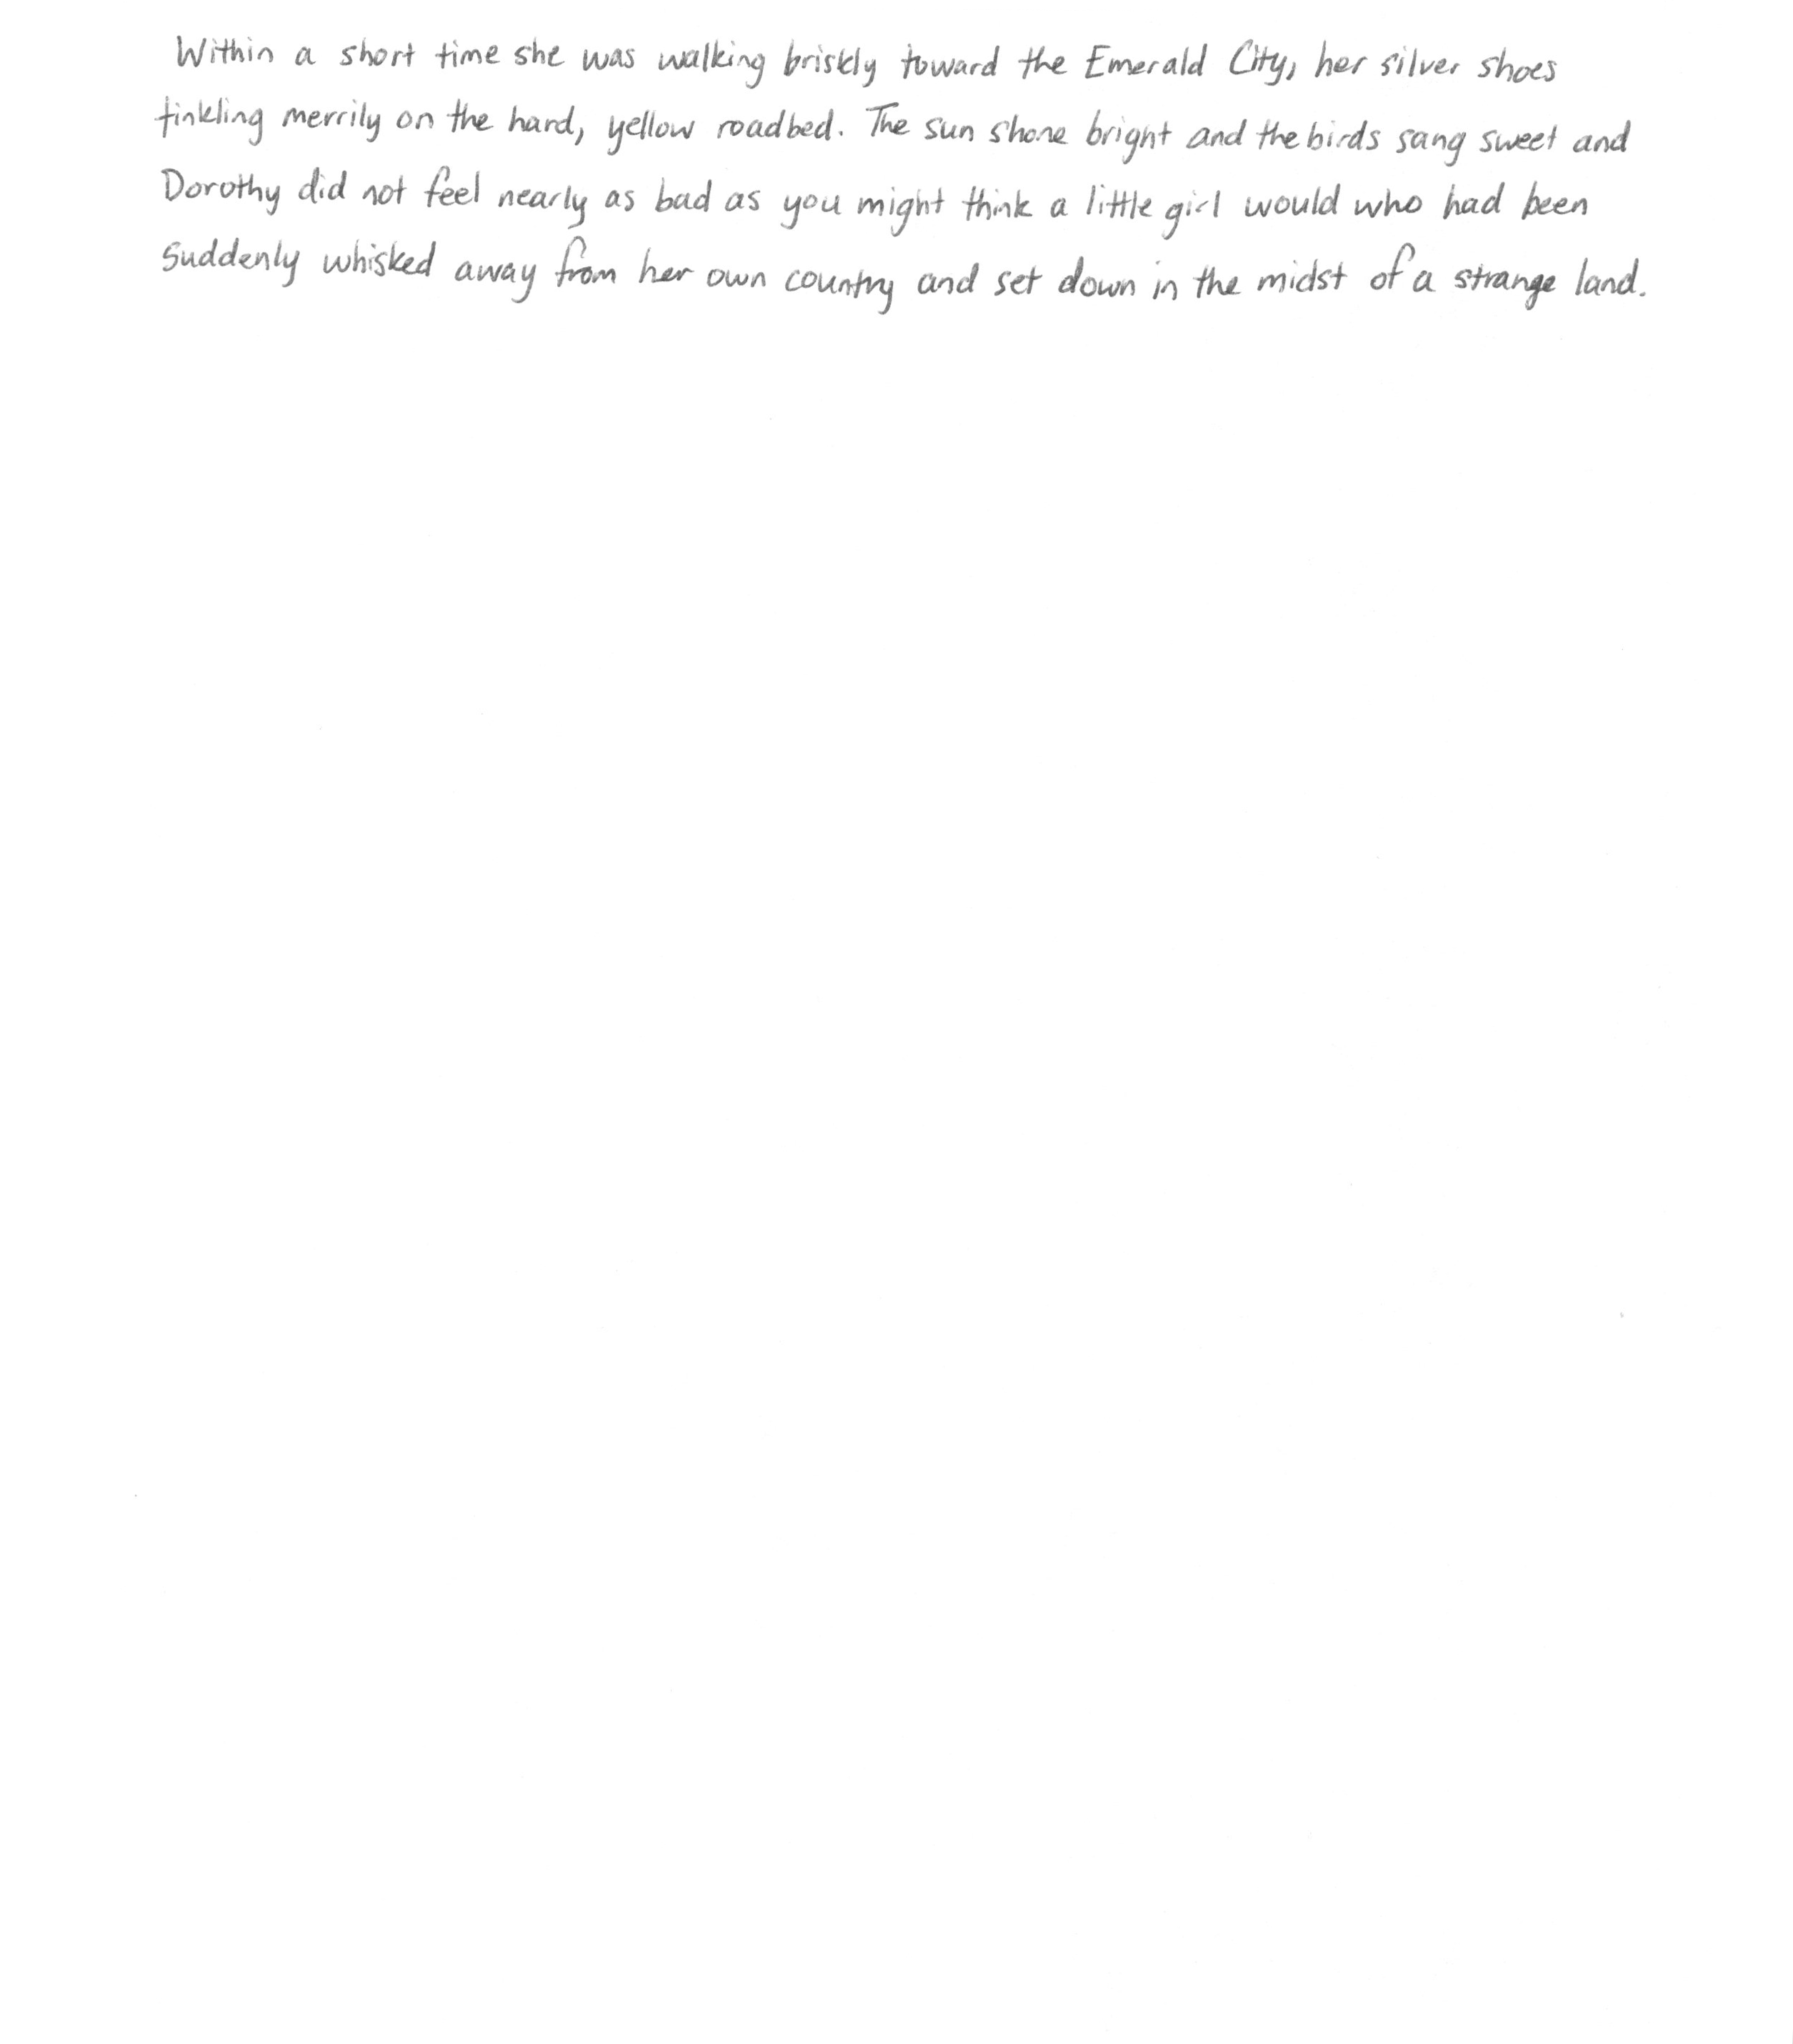 Within a short time she was walking briskly toward the Emerald City, her silver shoes
tinkling merrily on the hard, yellow roadbed. The sun shone bright and the birds sang sweet and
Dorothy did not feel nearly as bad as you might think a little girl would who had been
suddenly whisked away from her own country and set down in the midst of a strange land.